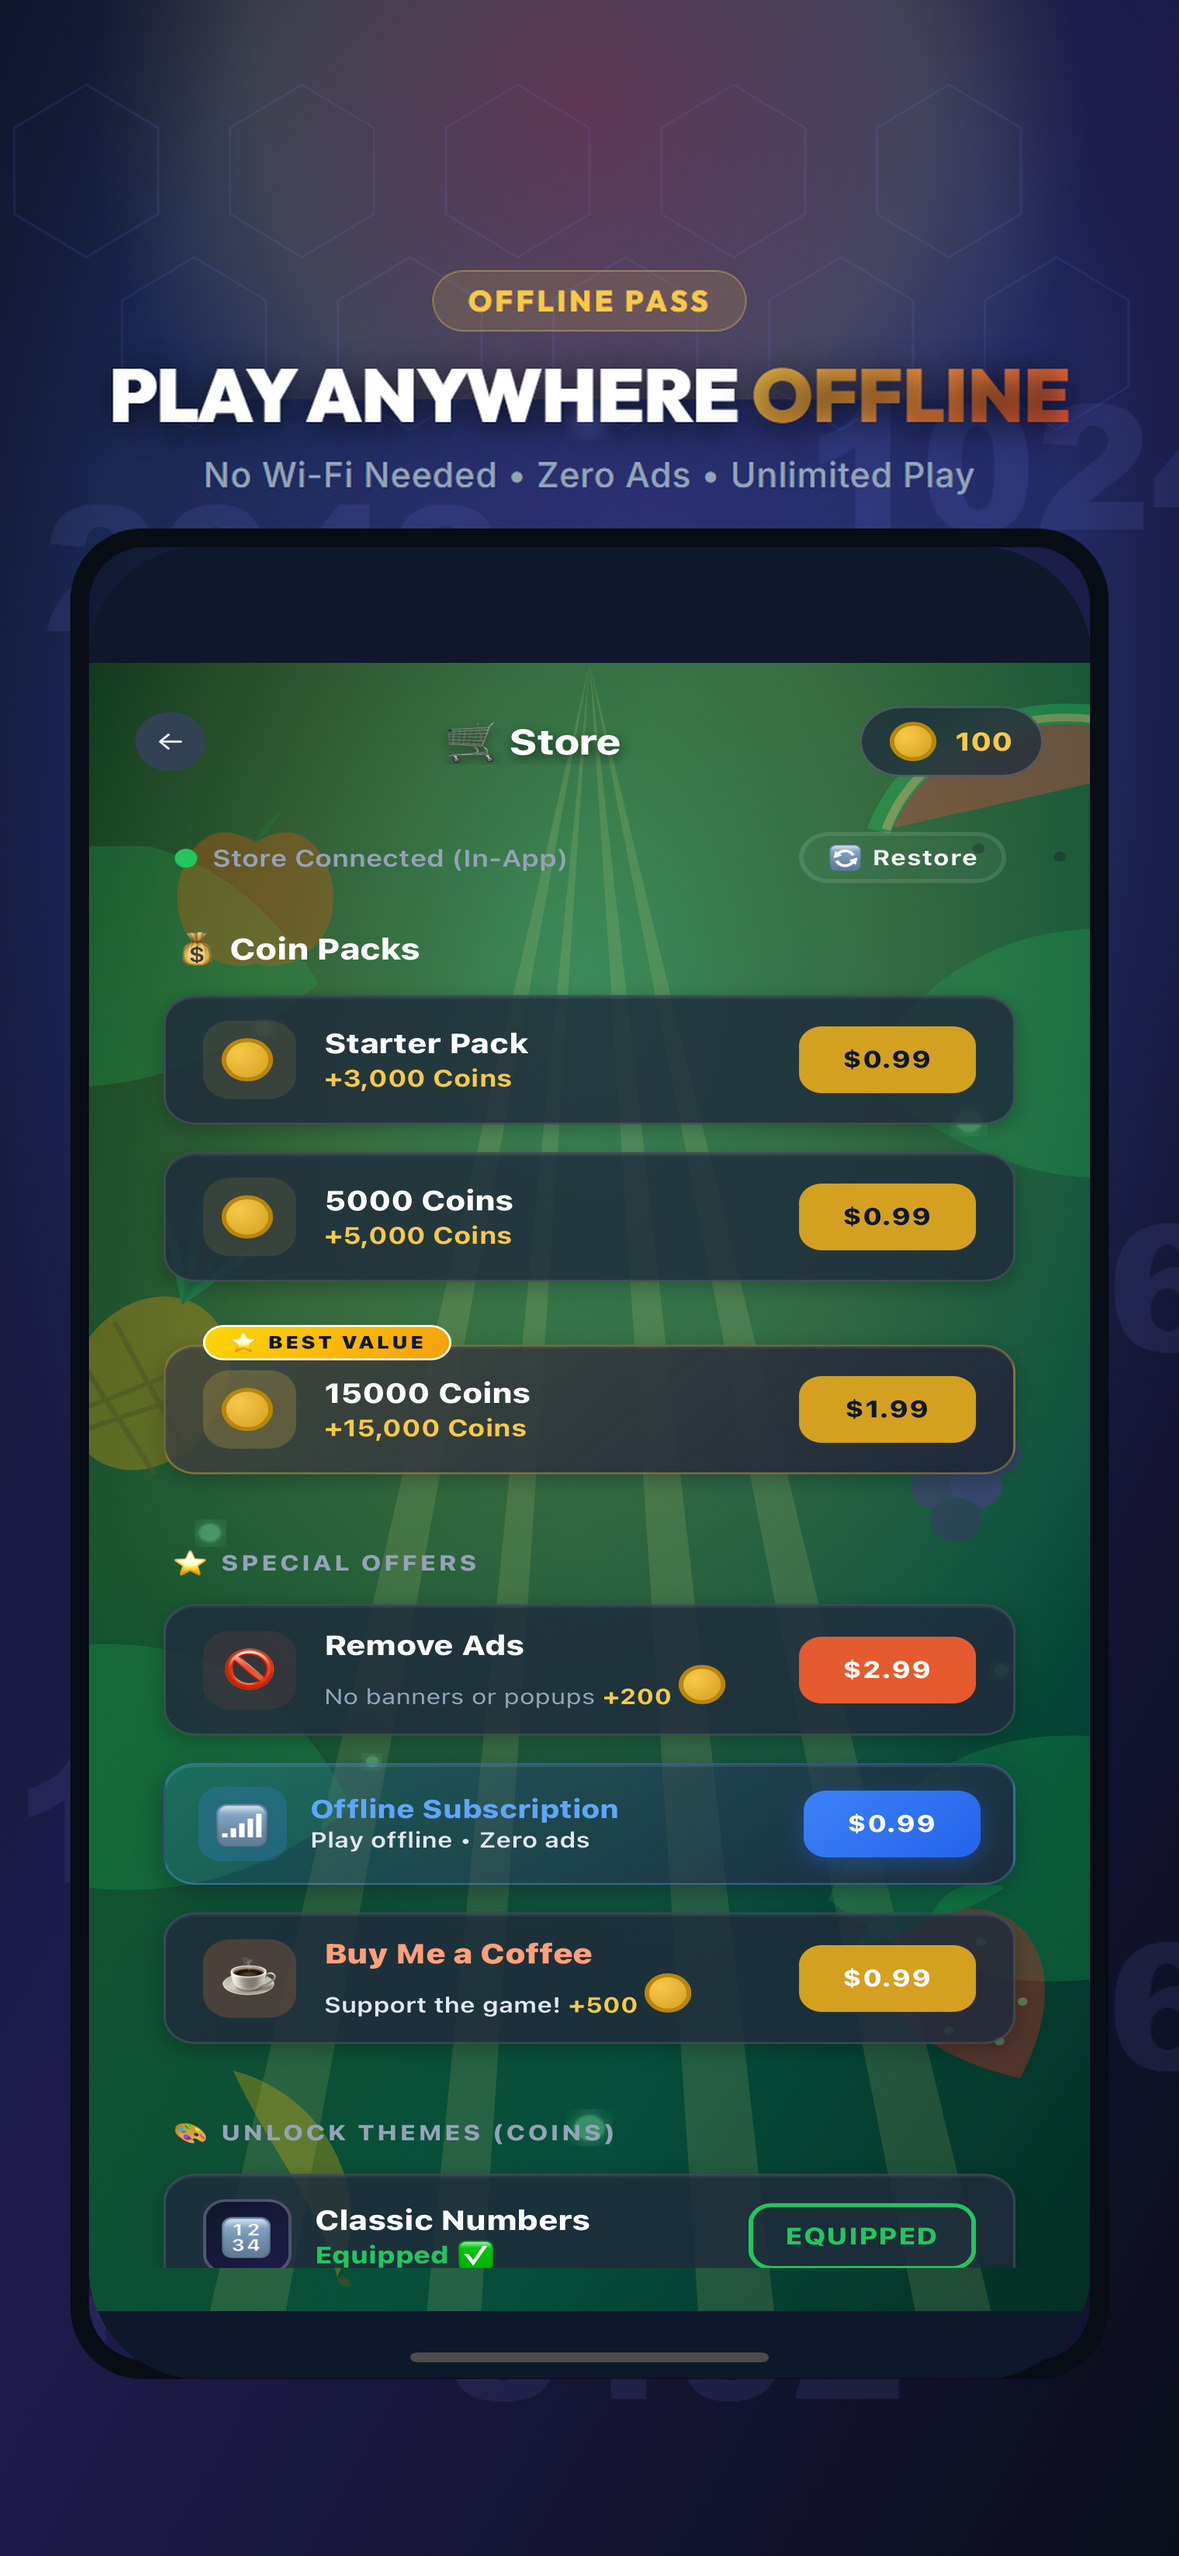 OFFLINE PASS
PLAY ANYWHERE OFFLINE
No Wi-Fi Needed • Zero Ads • Unlimited Play
1024
2048
Store
100
Store Connected (In-App)
Restore
Coin Packs
Starter Pack
+3,000 Coins
$0.99
5000 Coins
+5,000 Coins
$0.99
BEST VALUE
15000 Coins
+15,000 Coins
$1.99
SPECIAL OFFERS
Remove Ads
No banners or popups +200
$2.99
Offline Subscription
Play offline • Zero ads
$0.99
Buy Me a Coffee
Support the game! +500
$0.99
UNLOCK THEMES (COINS)
1234
Classic Numbers
Equipped
EQUIPPED
8192